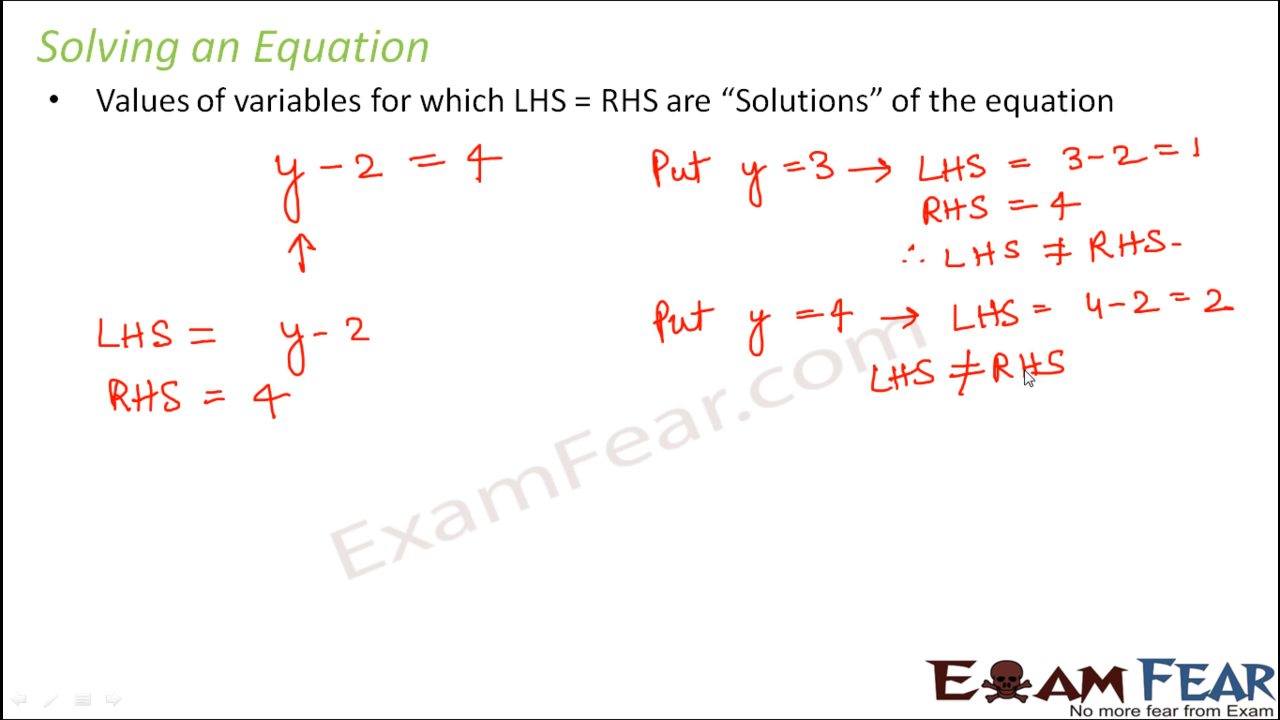 Solving an Equation
• Values of variables for which LHS = RHS are “Solutions” of the equation
y - 2 = 4
LHS = y - 2
RHS = 4
Put y = 3 → LHS = 3 - 2 = 1
RHS = 4
∴ LHS ≠ RHS -
Put y = 4 → LHS = 4 - 2 = 2
LHS ≠ RHS
ExamFear.com
EXAM FEAR
No more fear from Exam